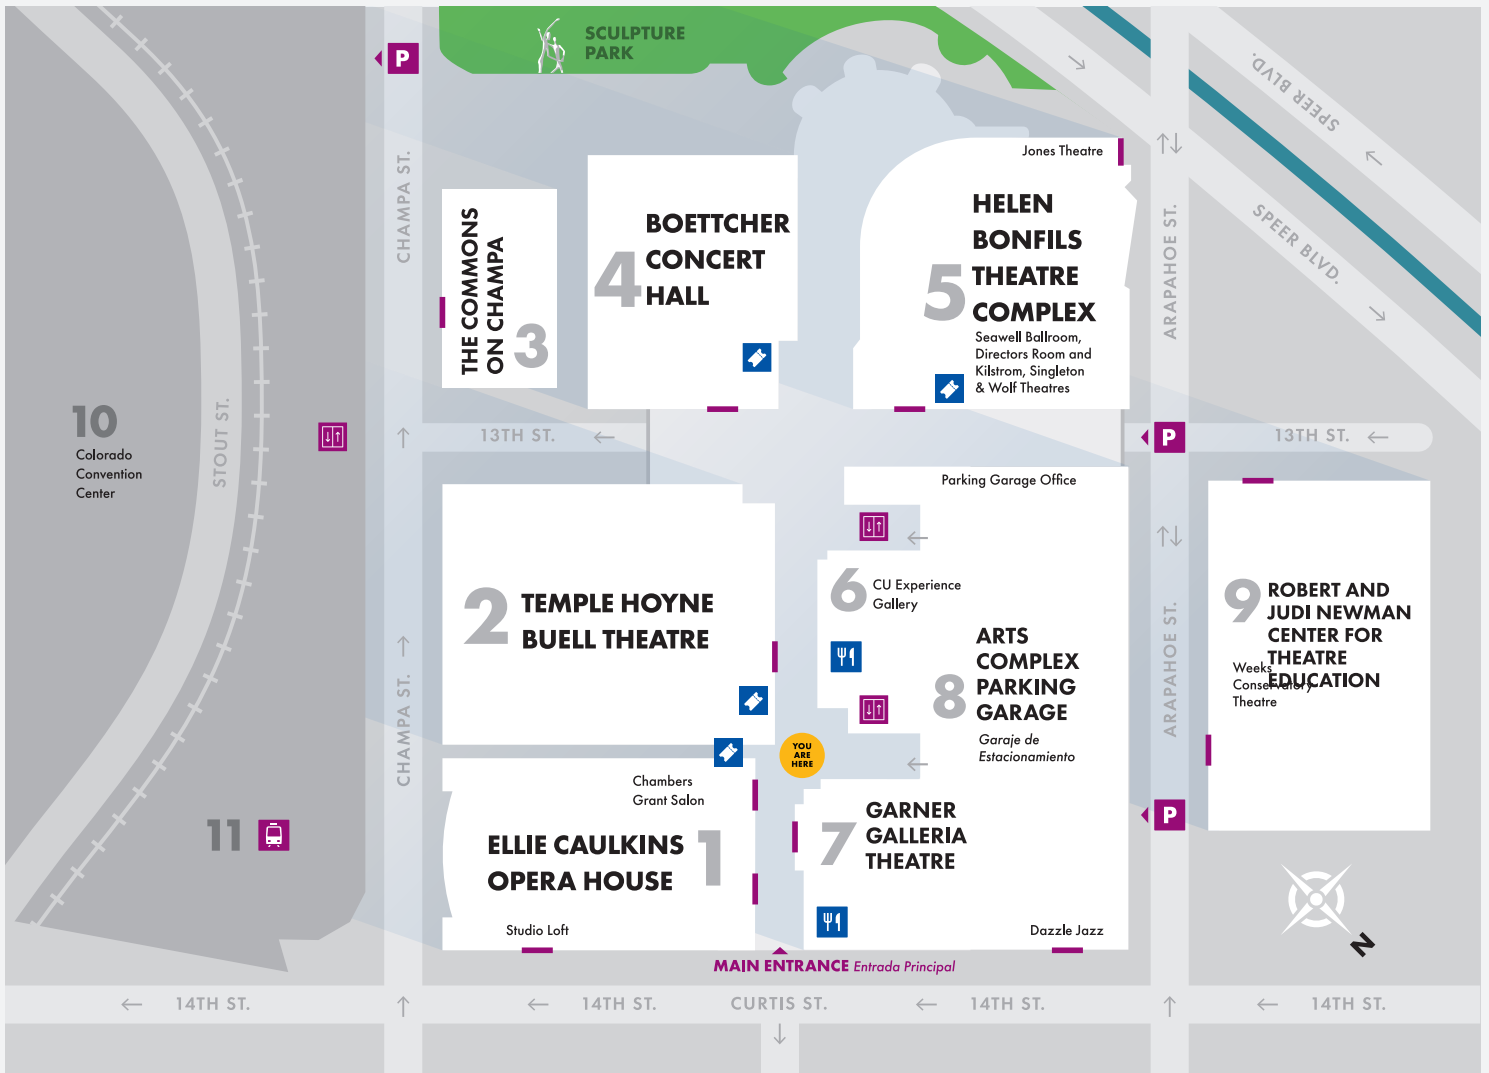 SCULPTURE
PARK
P
SPEER BLVD.
SPEER BLVD.
CHAMPA ST.
ARAPAHOE ST.
Jones Theatre
THE COMMONS
ON CHAMPA
3
4
BOETTCHER
CONCERT
HALL
5
HELEN
BONFILS
THEATRE
COMPLEX
Seawell Ballroom,
Directors Room and
Kilstrom, Singleton
& Wolf Theatres
10
Colorado
Convention
Center
STOUT ST.
13TH ST.
P
13TH ST.
Parking Garage Office
2
TEMPLE HOYNE
BUELL THEATRE
6
CU Experience
Gallery
8
ARTS
COMPLEX
PARKING
GARAGE
Garaje de
Estacionamiento
9
ROBERT AND
JUDI NEWMAN
CENTER FOR
THEATRE
EDUCATION
Weeks
Conservatory
Theatre
CHAMPA ST.
ARAPAHOE ST.
YOU
ARE
HERE
Chambers
Grant Salon
ELLIE CAULKINS
OPERA HOUSE
1
Studio Loft
7
GARNER
GALLERIA
THEATRE
Dazzle Jazz
P
11
N
MAIN ENTRANCE Entrada Principal
14TH ST.
14TH ST.
CURTIS ST.
14TH ST.
14TH ST.